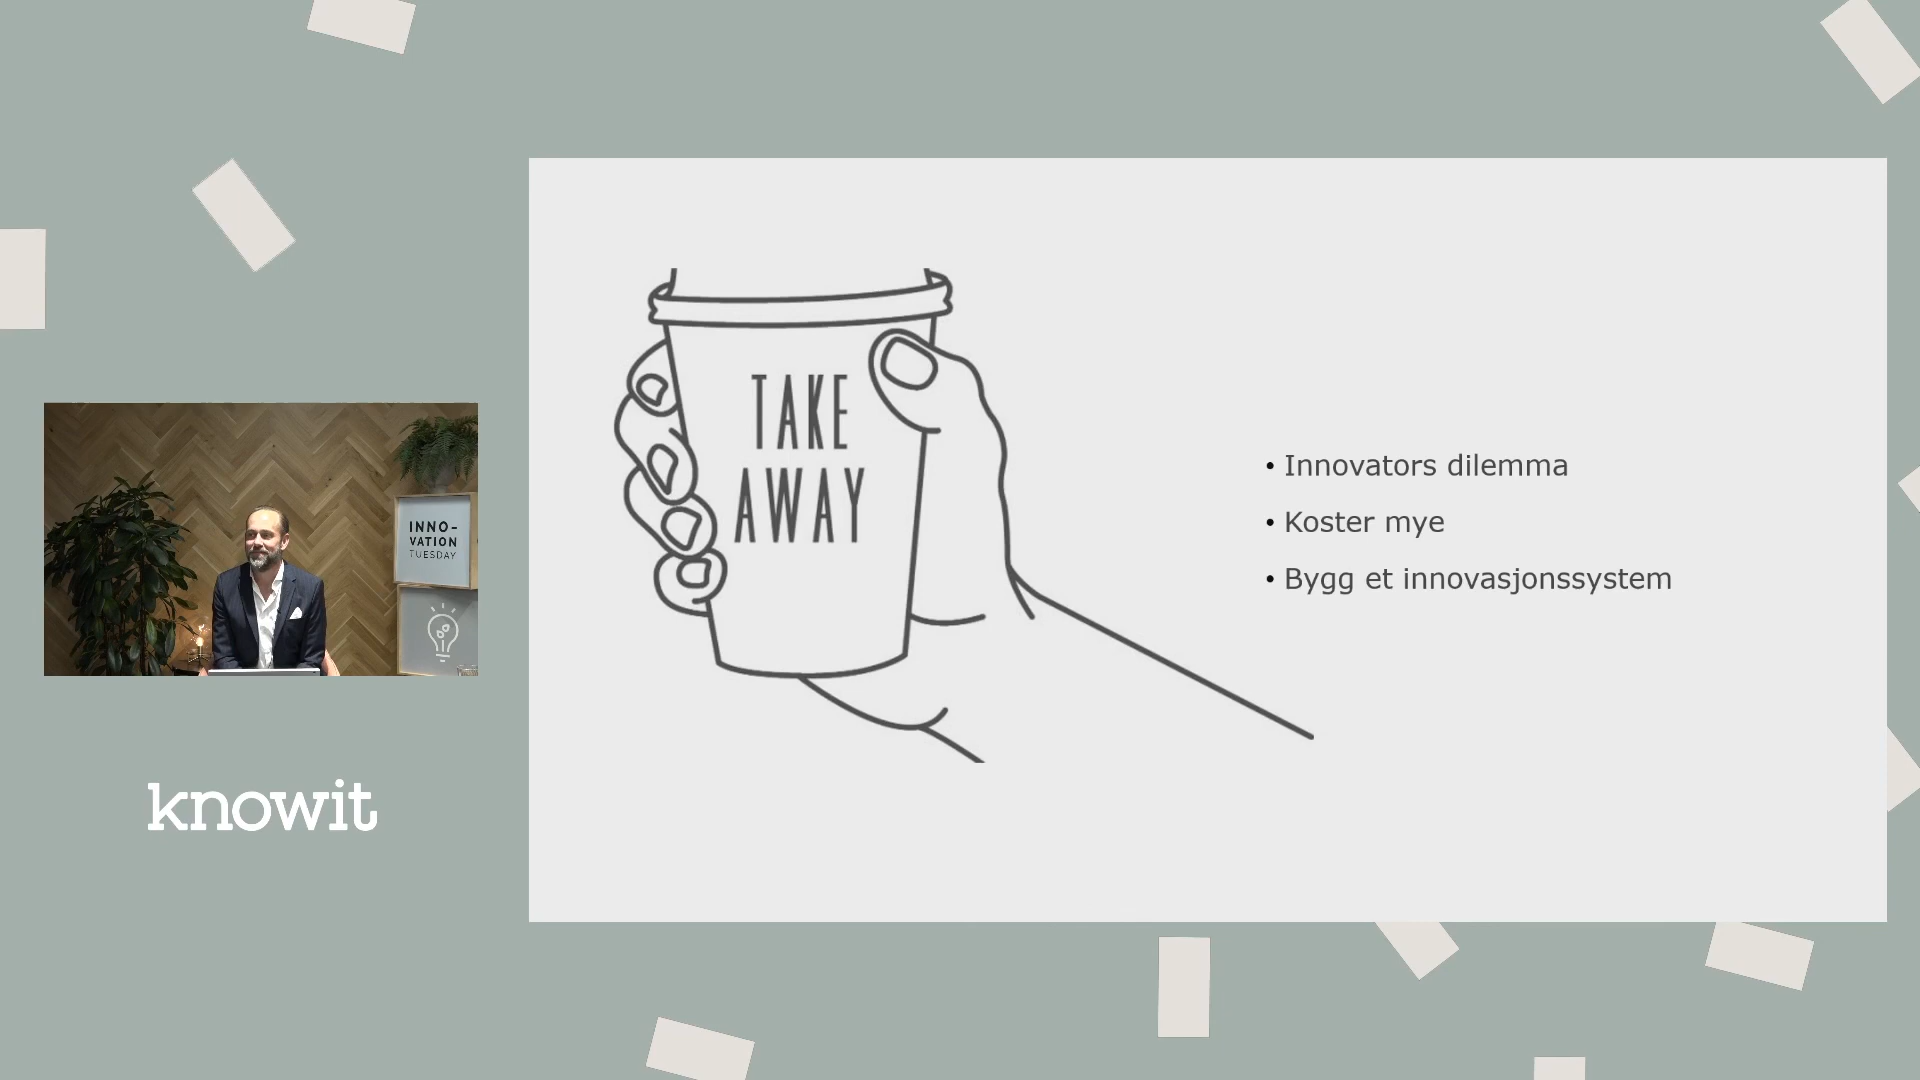 INNO-
VATION
TUESDAY
knowit
TAKE
AWAY
• Innovators dilemma
• Koster mye
• Bygg et innovasjonssystem